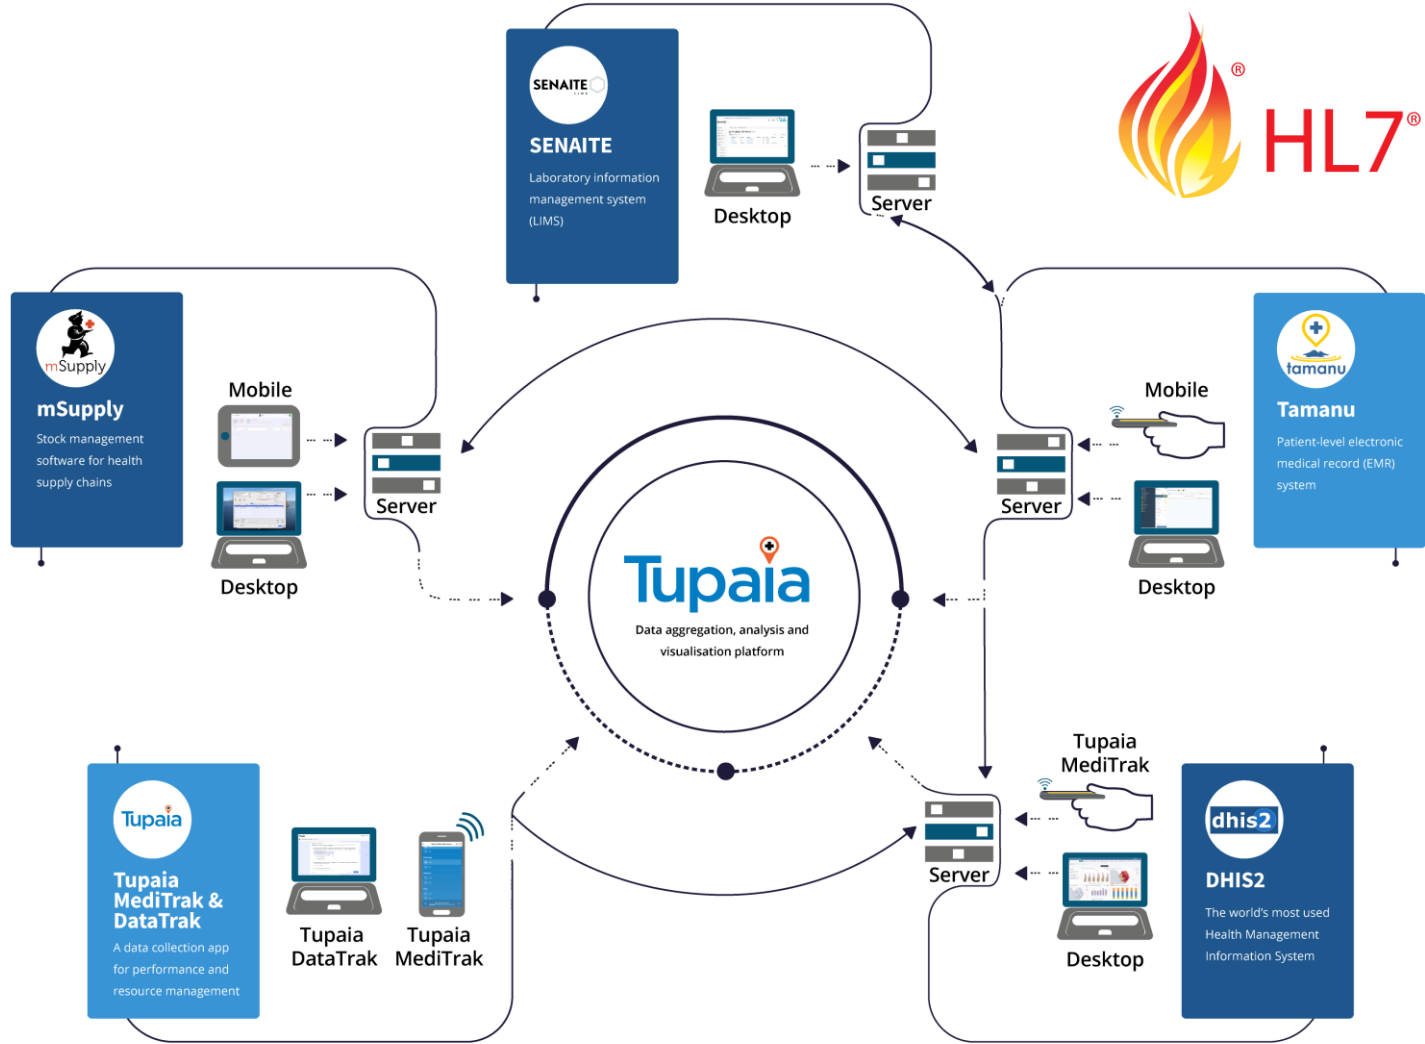 SENAITE
LIMS
SENAITE
Laboratory information
management system
(LIMS)
Desktop
Server
®
HL7®
mSupply
mSupply
Stock management
software for health
supply chains
Mobile
Desktop
Server
Tupaia
Data aggregation, analysis and
visualisation platform
Server
Mobile
Desktop
tamanu
Tamanu
Patient-level electronic
medical record (EMR)
system
Tupaia
Tupaia
MediTrak &
DataTrak
A data collection app
for performance and
resource management
Tupaia
DataTrak
Tupaia
MediTrak
Server
Tupaia
MediTrak
Desktop
dhis2
DHIS2
The world's most used
Health Management
Information System